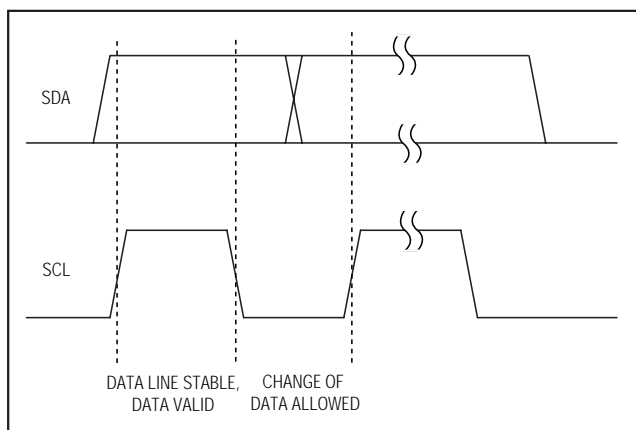 SDA
SCL
DATA LINE STABLE,
DATA VALID
CHANGE OF
DATA ALLOWED